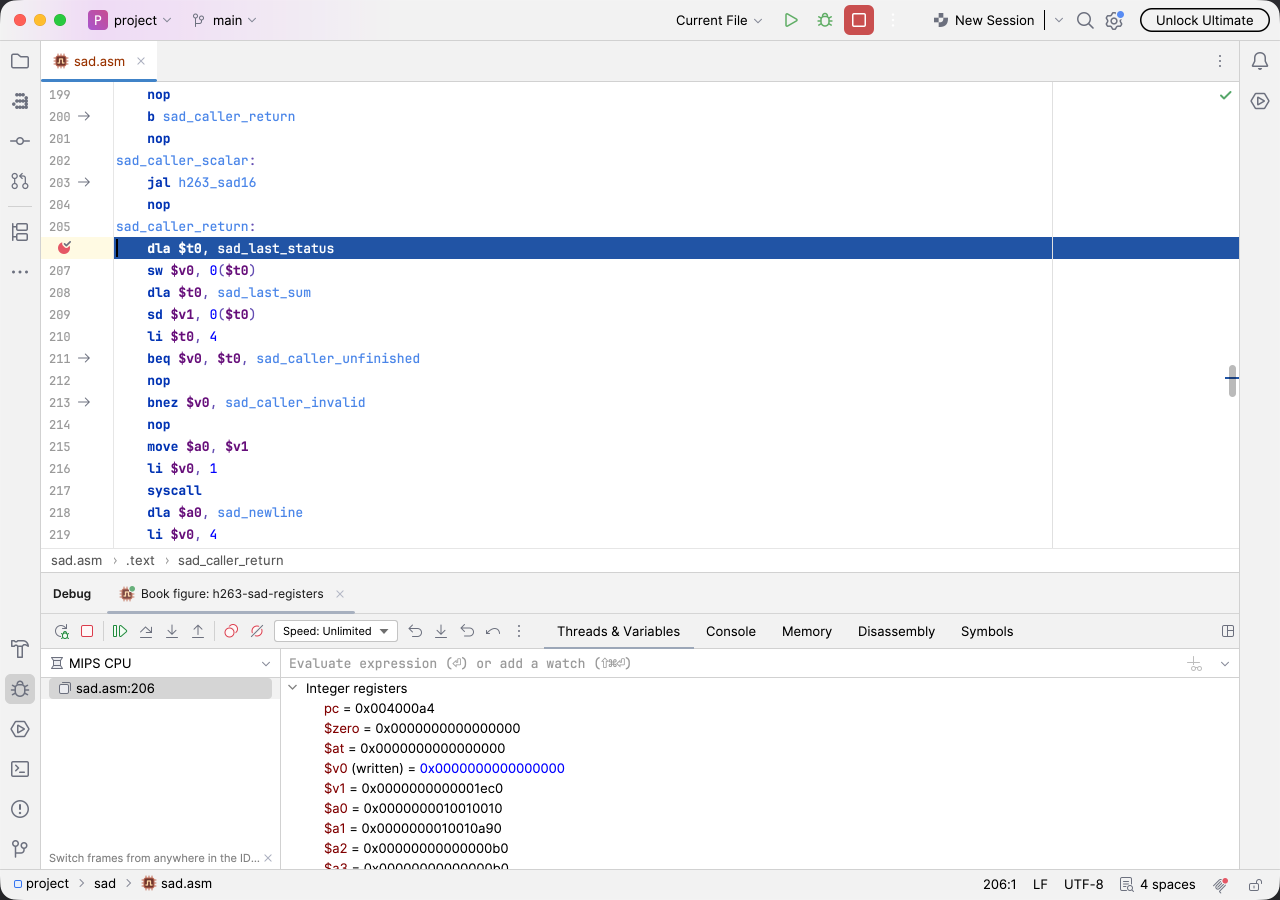 P project main Current File New Session Unlock Ultimate
sad.asm
199 nop
200 b sad_caller_return
201 nop
202 sad_caller_scalar:
203 jal h263_sad16
204 nop
205 sad_caller_return:
dla $t0, sad_last_status
207 sw $v0, 0($t0)
208 dla $t0, sad_last_sum
209 sd $v1, 0($t0)
210 li $t0, 4
211 beq $v0, $t0, sad_caller_unfinished
212 nop
213 bnez $v0, sad_caller_invalid
214 nop
215 move $a0, $v1
216 li $v0, 1
217 syscall
218 dla $a0, sad_newline
219 li $v0, 4
sad.asm › .text › sad_caller_return
Debug Book figure: h263-sad-registers
Speed: Unlimited Threads & Variables Console Memory Disassembly Symbols
MIPS CPU Evaluate expression (⏎) or add a watch (⇧⌘⏎)
sad.asm:206
Integer registers
pc = 0x004000a4
$zero = 0x0000000000000000
$at = 0x0000000000000000
$v0 (written) = 0x0000000000000000
$v1 = 0x0000000000001ec0
$a0 = 0x0000000010010010
$a1 = 0x0000000010010a90
$a2 = 0x00000000000000b0
$a3 = 0x00000000000000b0
Switch frames from anywhere in the ID...
project › sad › sad.asm 206:1 LF UTF-8 4 spaces